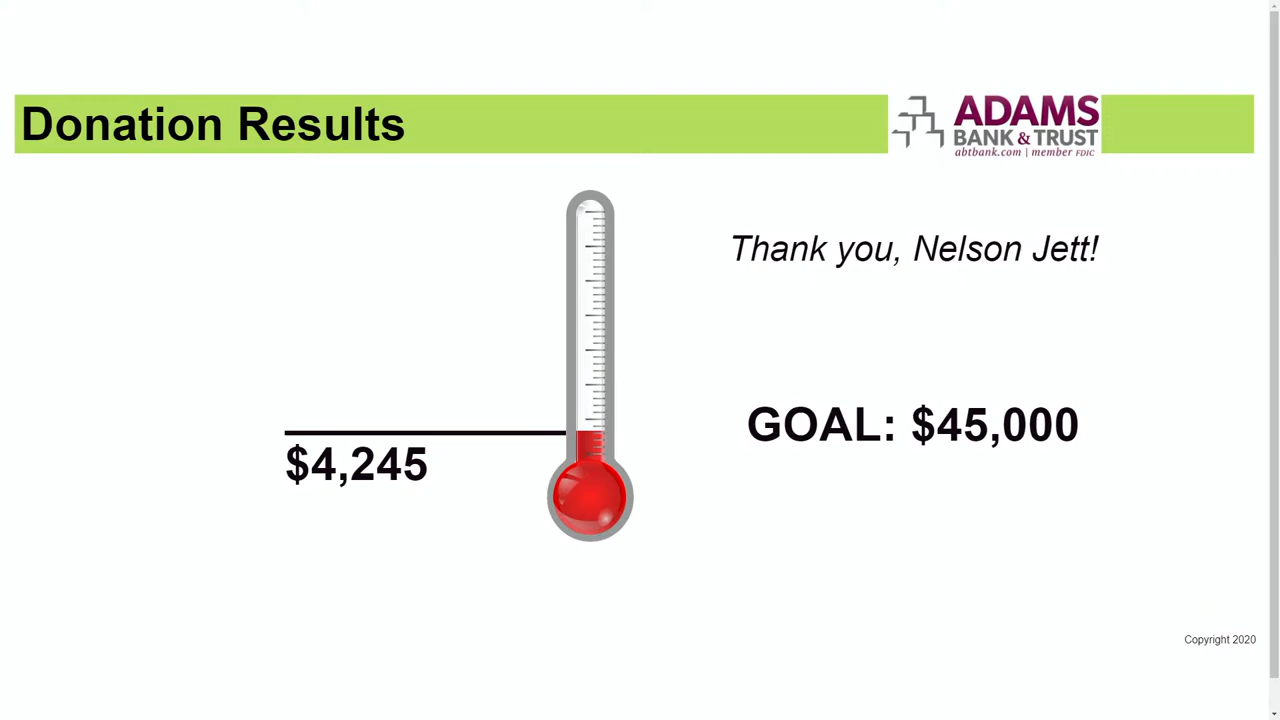 Donation Results
ADAMS
BANK & TRUST
abtbank.com | member FDIC
Thank you, Nelson Jett!
GOAL: $45,000
$4,245
Copyright 2020